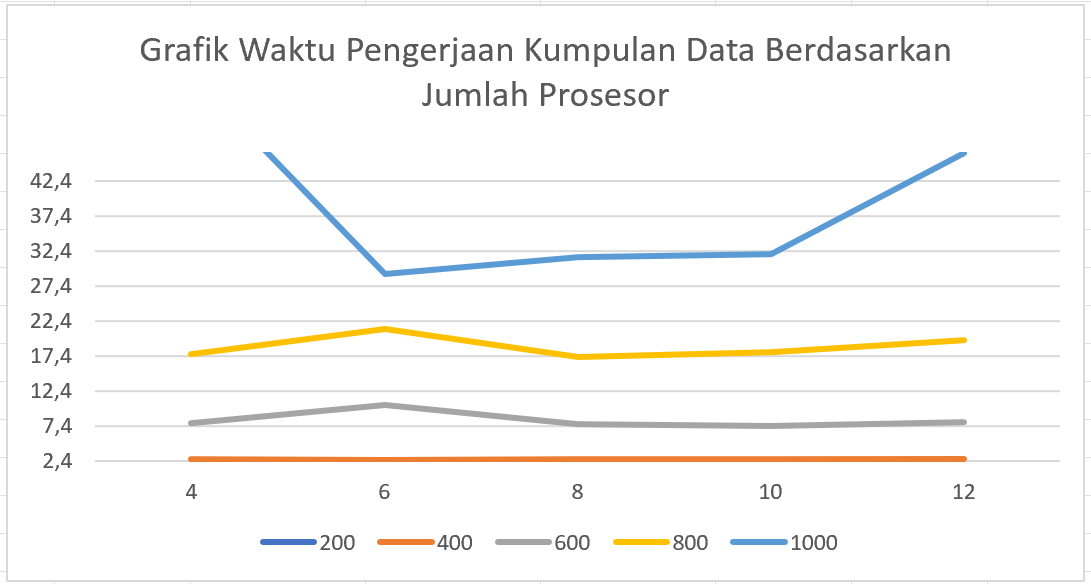 Grafik Waktu Pengerjaan Kumpulan Data Berdasarkan
Jumlah Prosesor
42,4
37,4
32,4
27,4
22,4
17,4
12,4
7,4
2,4
4 6 8 10 12
200 400 600 800 1000